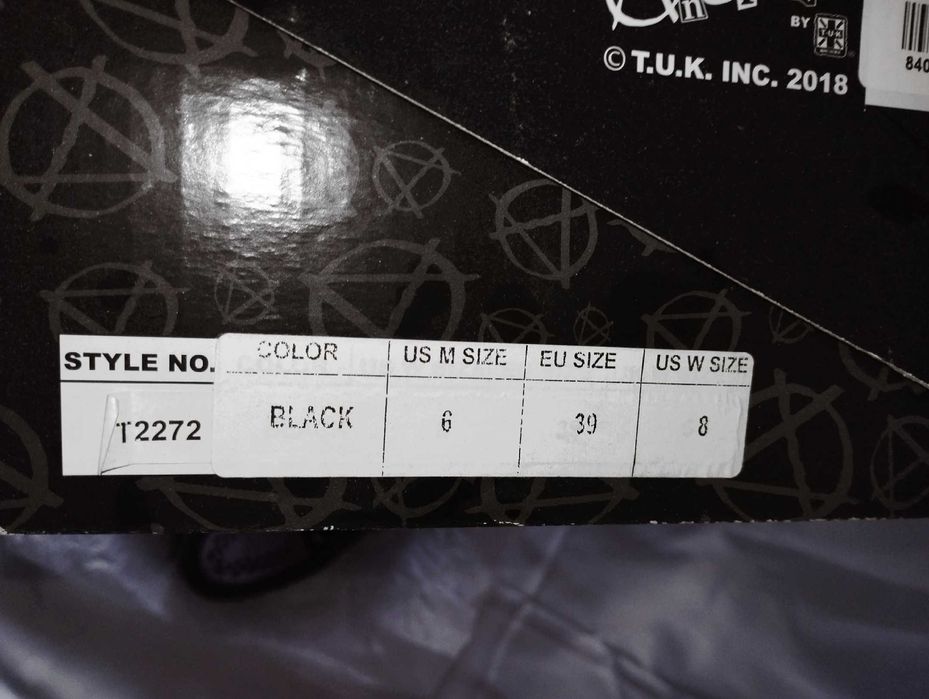 BY
T.U.K
© T.U.K. INC. 2018
840
STYLE NO. COLOR US M SIZE EU SIZE US W SIZE
T2272 BLACK 6 39 8